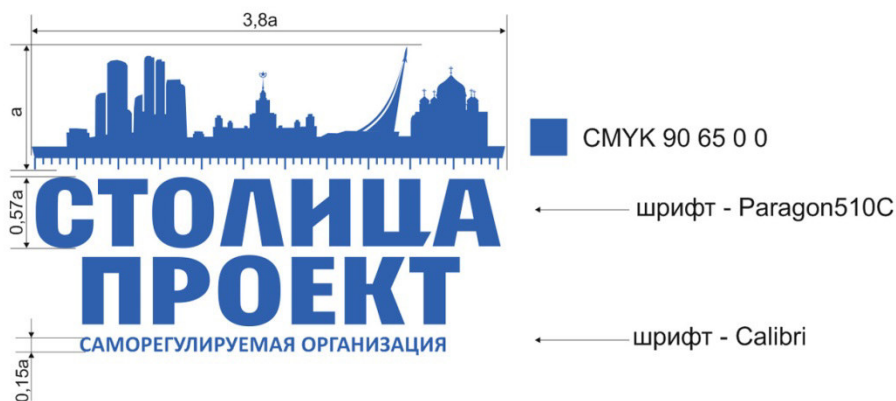 3,8a
a
CMYK 90 65 0 0
0,57a
СТОЛИЦА
шрифт - Paragon510C
ПРОЕКТ
САМОРЕГУЛИРУЕМАЯ ОРГАНИЗАЦИЯ
шрифт - Calibri
0,15a